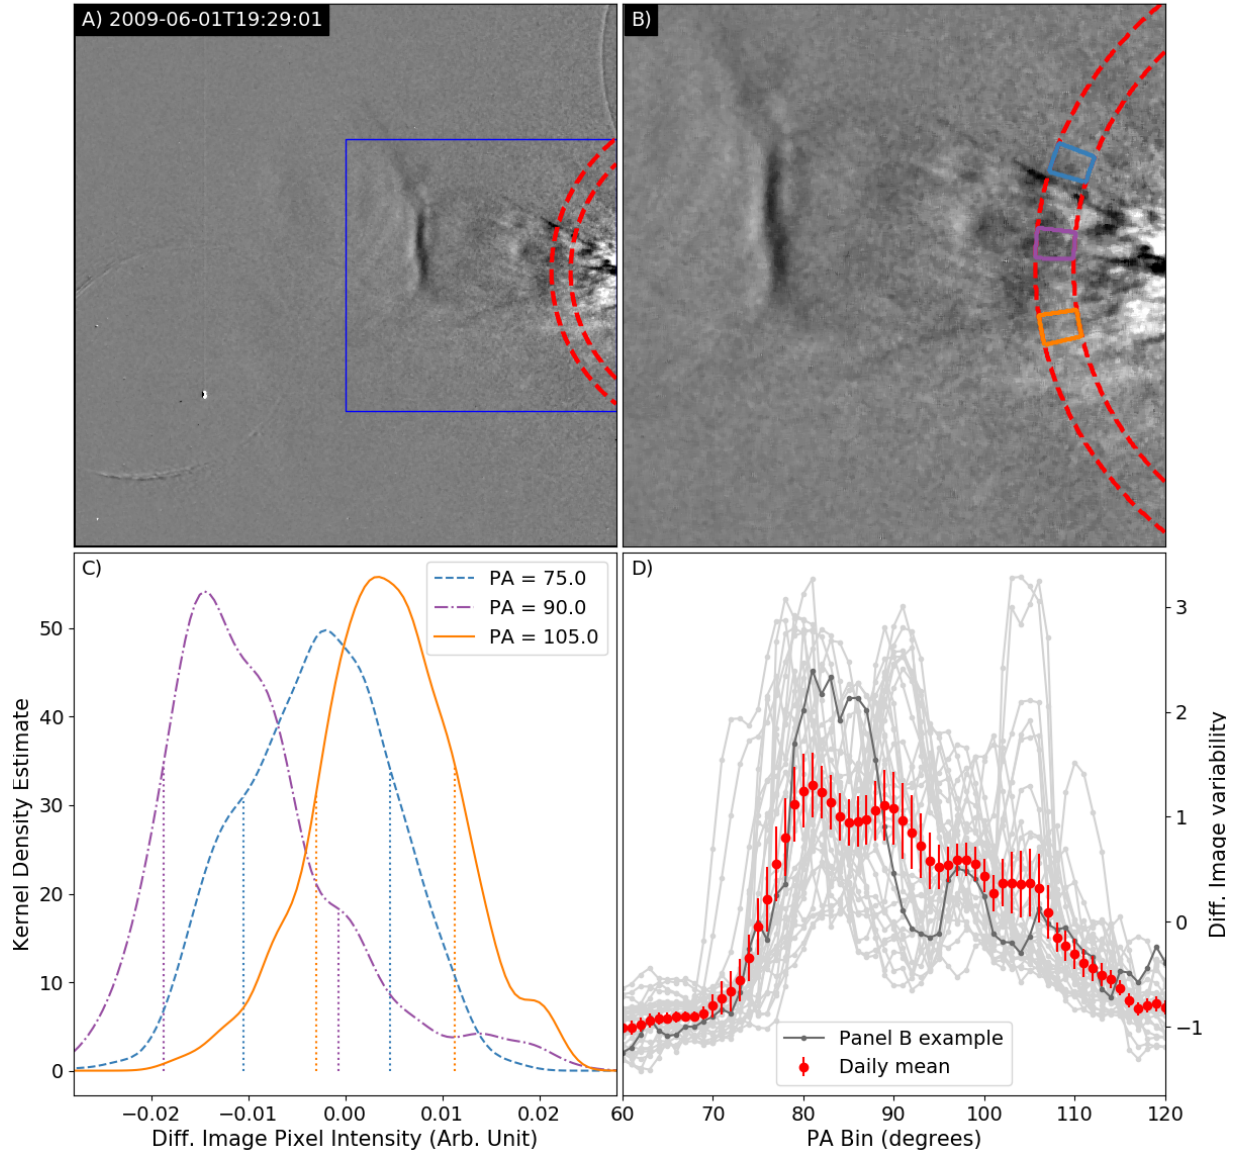 A) 2009-06-01T19:29:01
B)
C)
PA = 75.0
PA = 90.0
PA = 105.0
50
40
30
20
10
0
Kernel Density Estimate
−0.02 −0.01 0.00 0.01 0.02
Diff. Image Pixel Intensity (Arb. Unit)
D)
3
2
1
0
−1
Diff. Image variability
Panel B example
Daily mean
60 70 80 90 100 110 120
PA Bin (degrees)